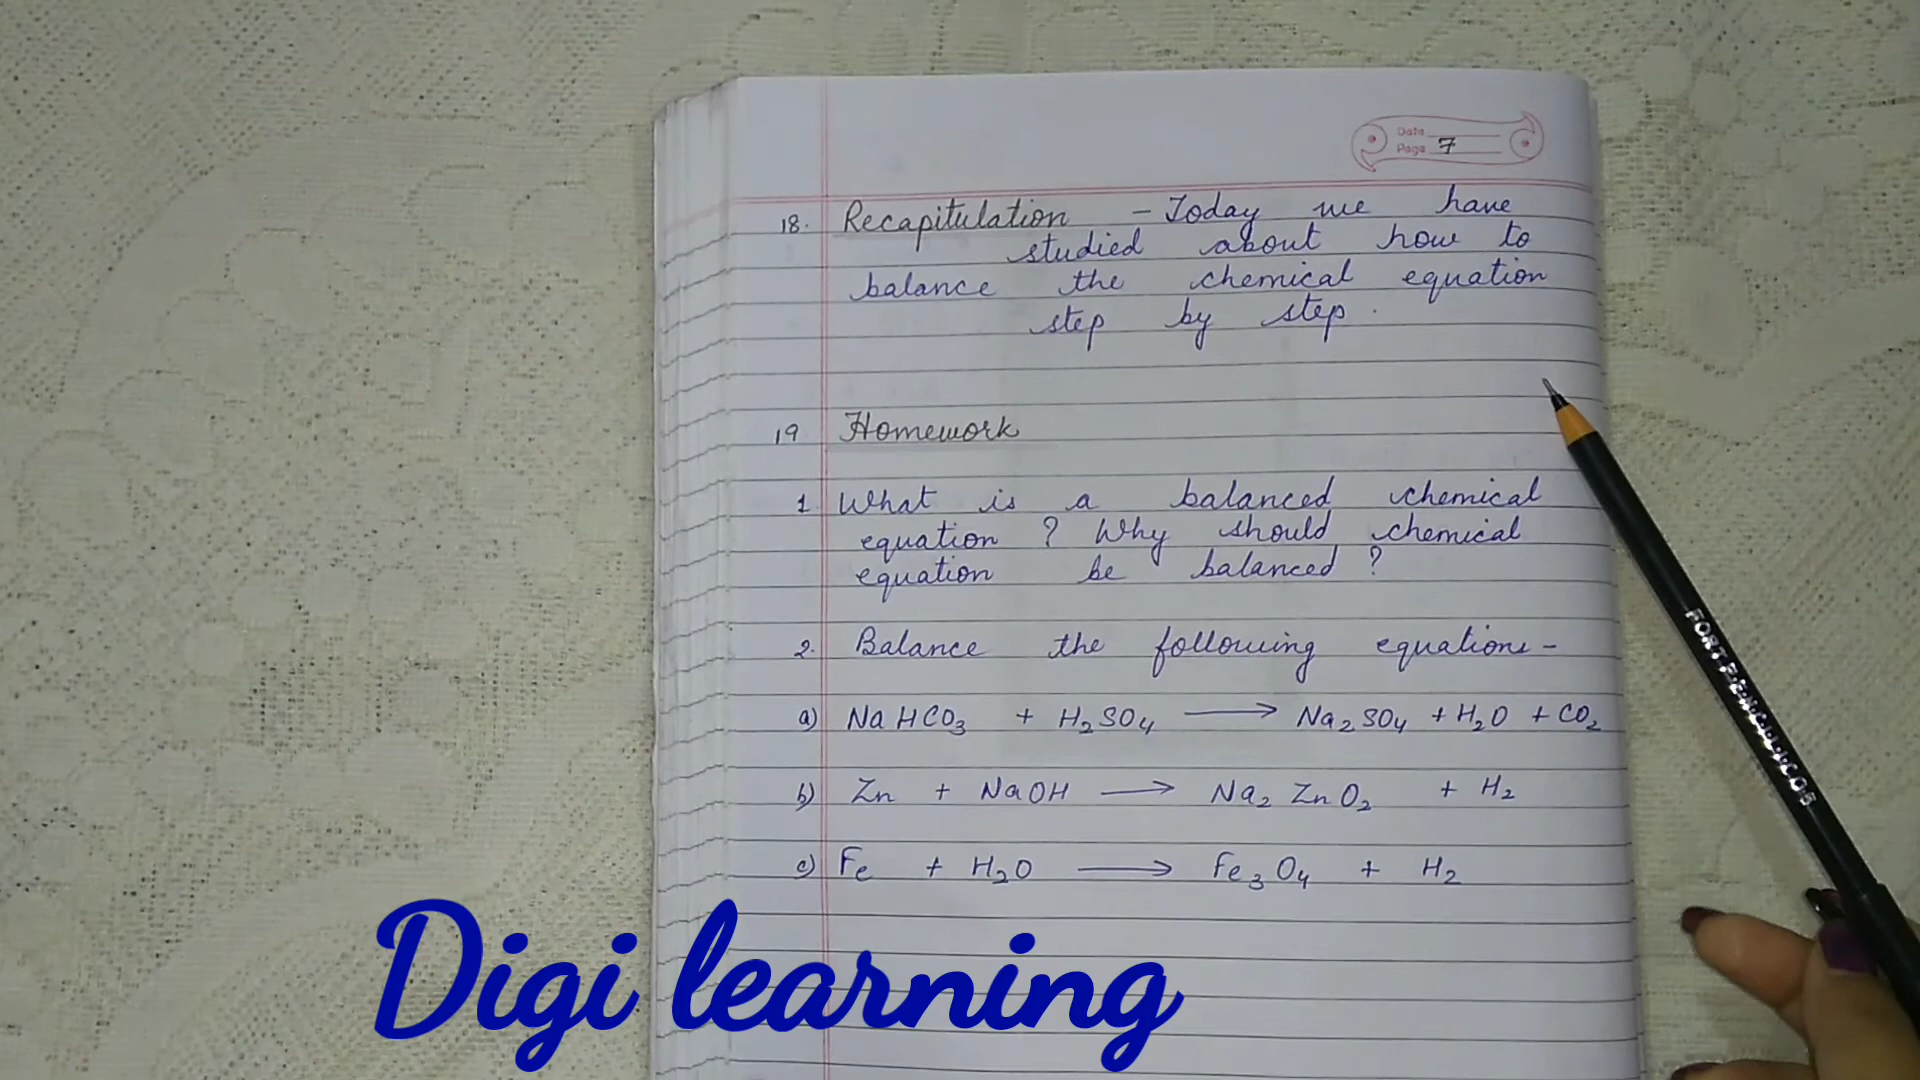 Date
Page 7
18. Recapitulation - Today we have
studied about how to
balance the chemical equation
step by step.
19 Homework
1. What is a balanced chemical
equation ? Why should chemical
equation be balanced ?
2. Balance the following equations -
a) NaHCO₃ + H₂SO₄ ⟶ Na₂SO₄ + H₂O + CO₂
b) Zn + NaOH ⟶ Na₂ZnO₂ + H₂
c) Fe + H₂O ⟶ Fe₃O₄ + H₂
Digi learning